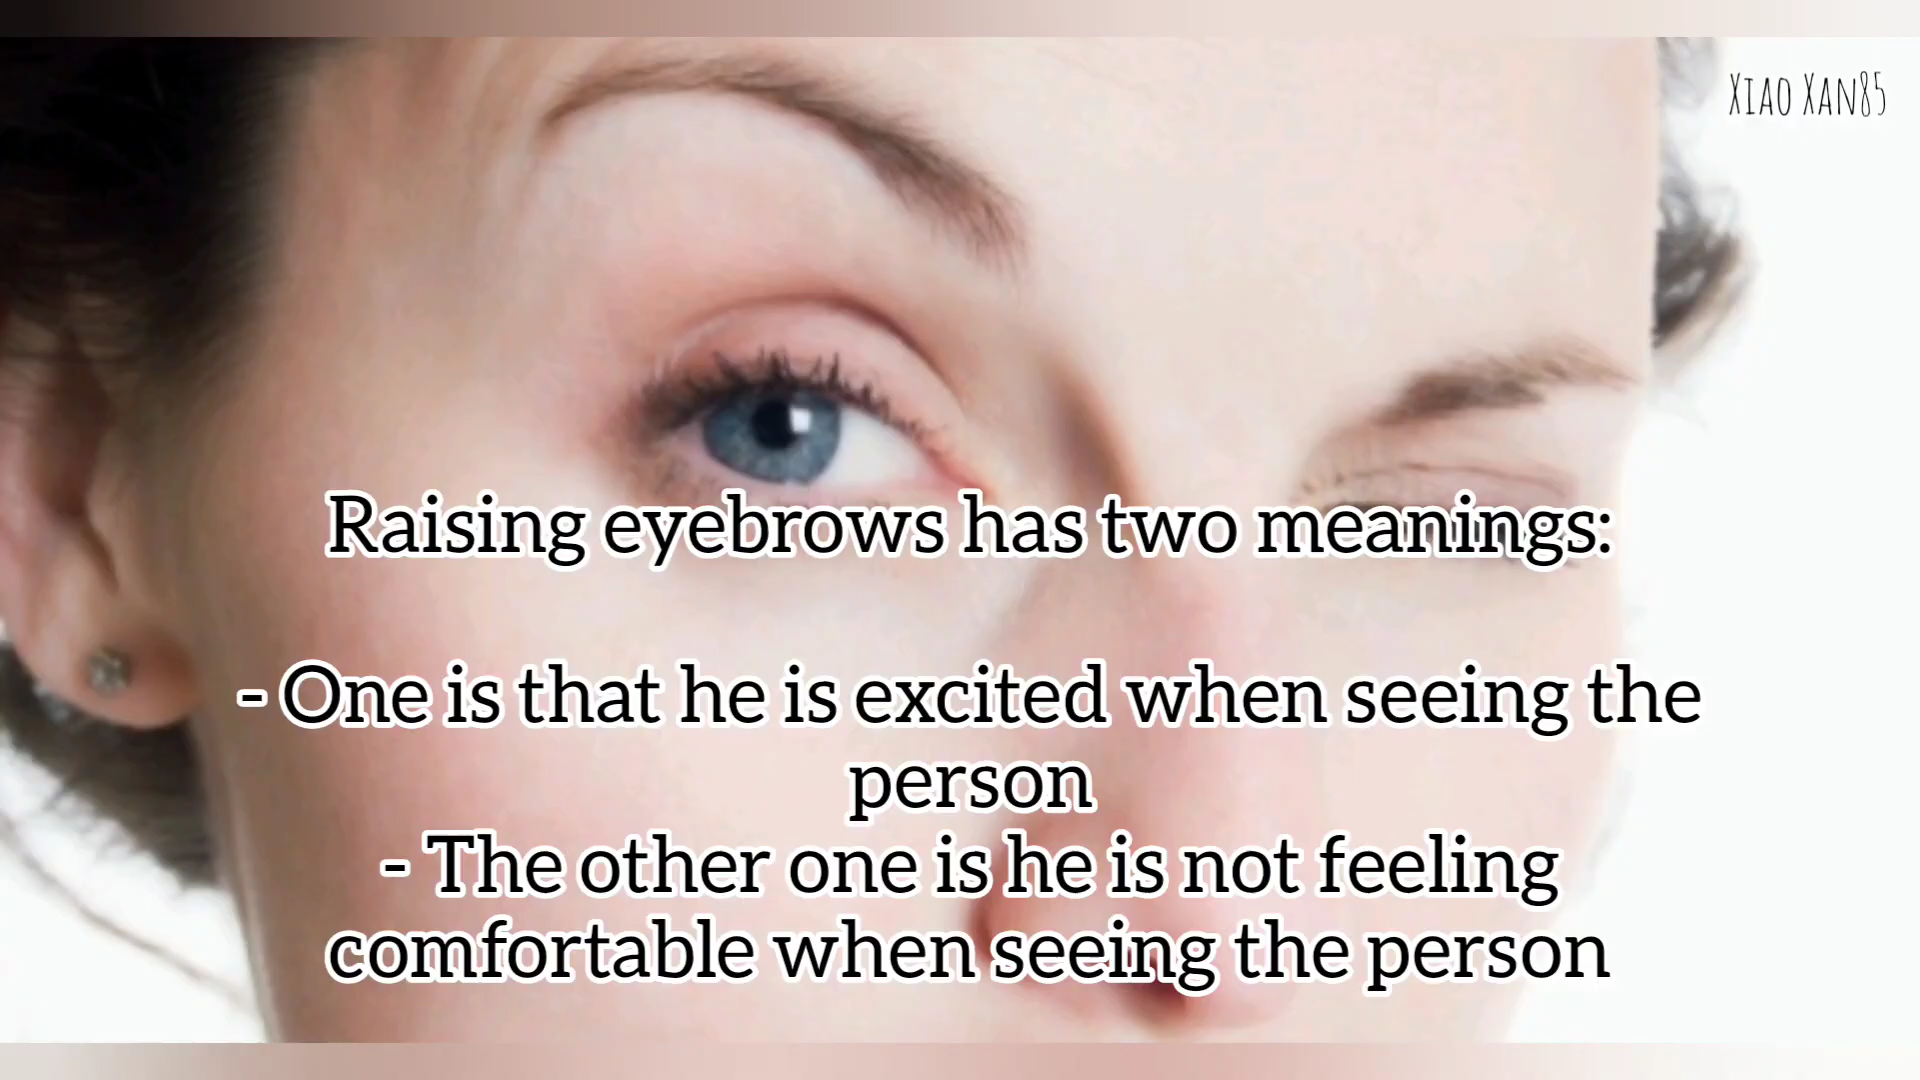 Xiao Xan85
Raising eyebrows has two meanings:
- One is that he is excited when seeing the
person
- The other one is he is not feeling
comfortable when seeing the person